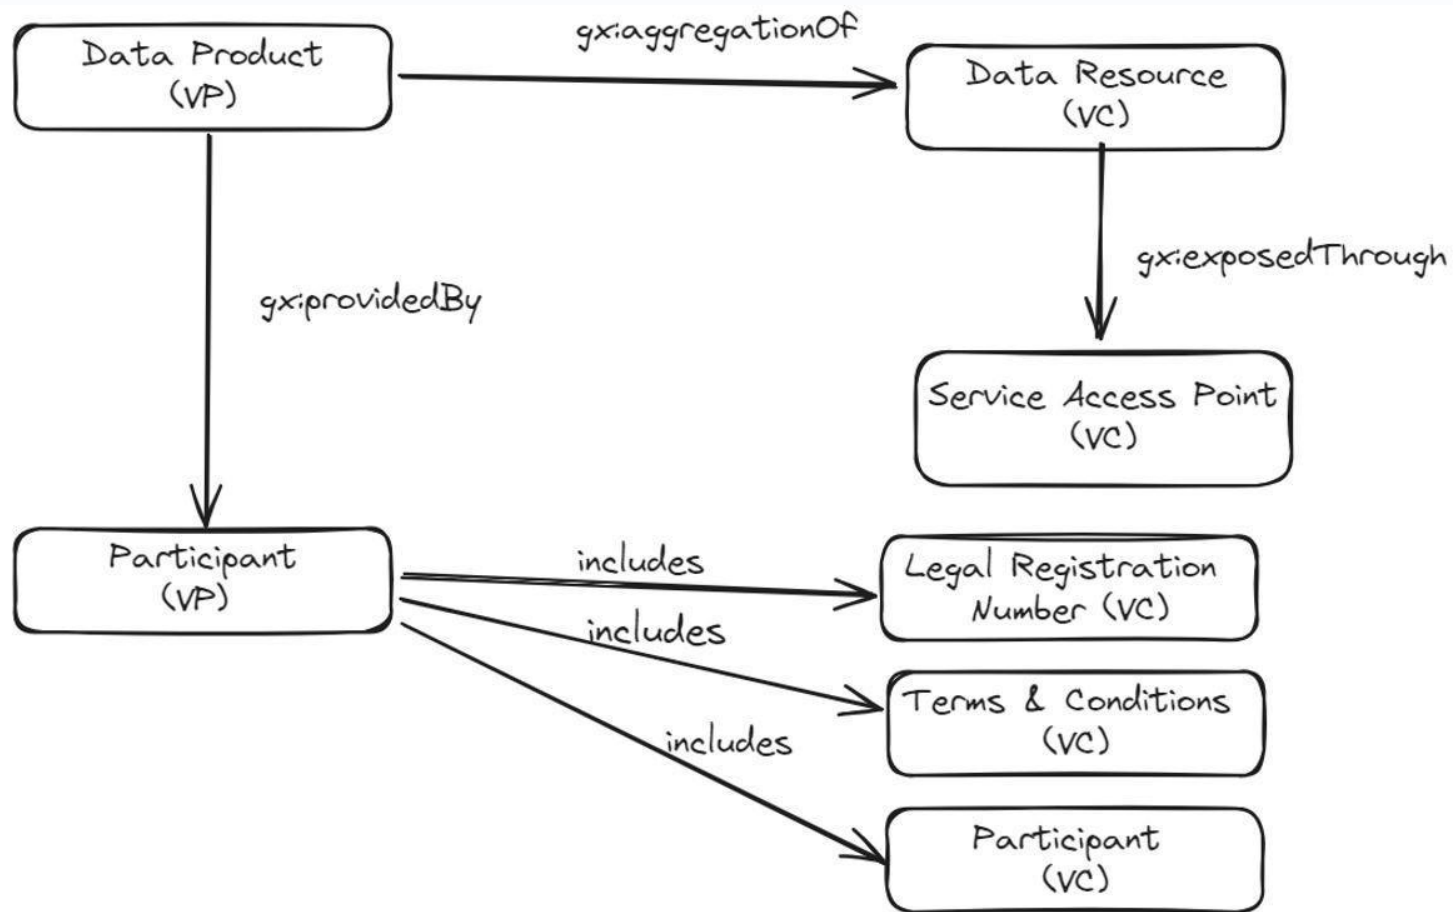 gx:aggregationOf
Data Product
(VP)
Data Resource
(VC)
gx:exposedThrough
gx:providedBy
Service Access Point
(VC)
Participant
(VP)
includes
Legal Registration
Number (VC)
includes
Terms & Conditions
(VC)
includes
Participant
(VC)